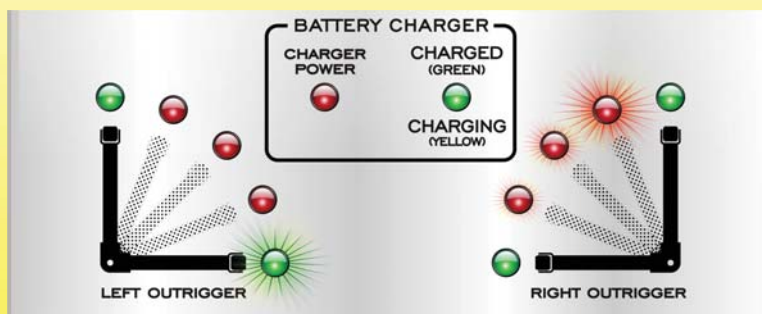 BATTERY CHARGER
CHARGER
POWER
CHARGED
(GREEN)
CHARGING
(YELLOW)
LEFT OUTRIGGER
RIGHT OUTRIGGER